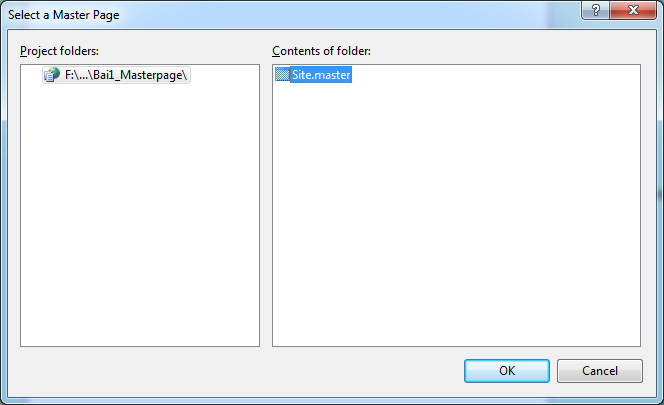 Select a Master Page
Project folders:
Contents of folder:
F:\...\Bai1_Masterpage\
Site.master
OK
Cancel